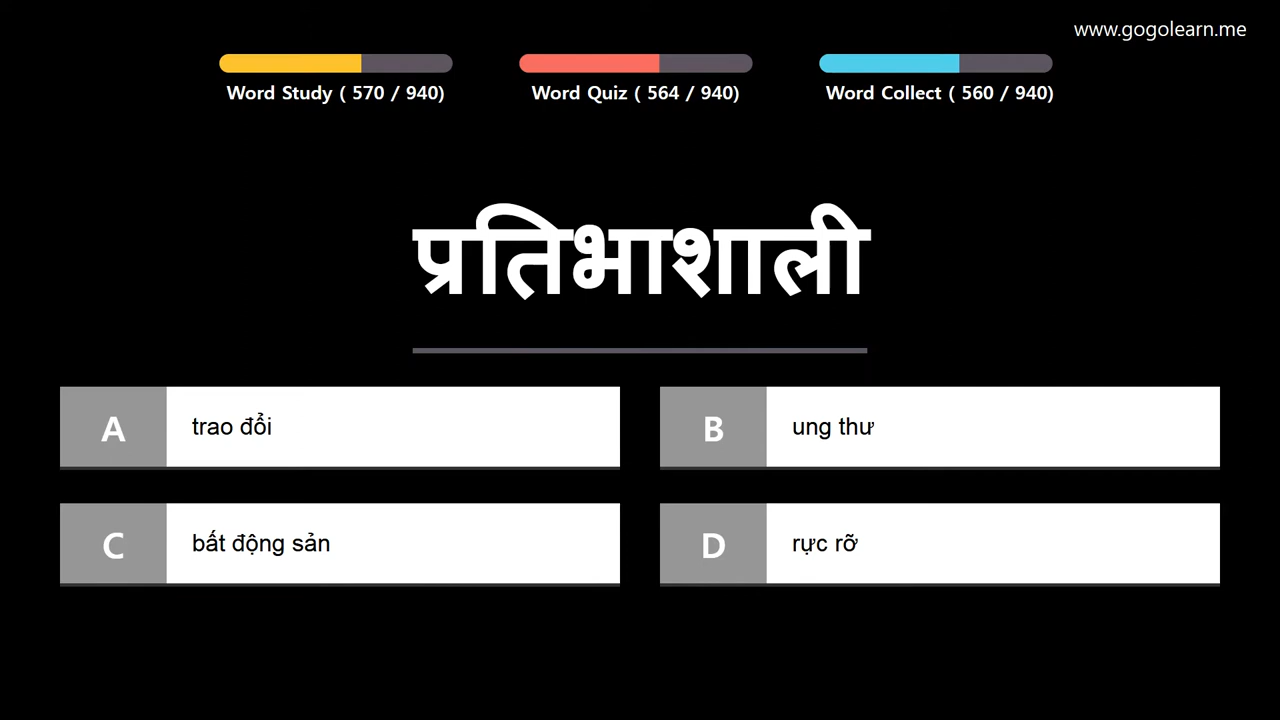 www.gogolearn.me
Word Study ( 570 / 940)
Word Quiz ( 564 / 940)
Word Collect ( 560 / 940)
प्रतिभाशाली
A trao đổi
B ung thư
C bất động sản
D rực rỡ